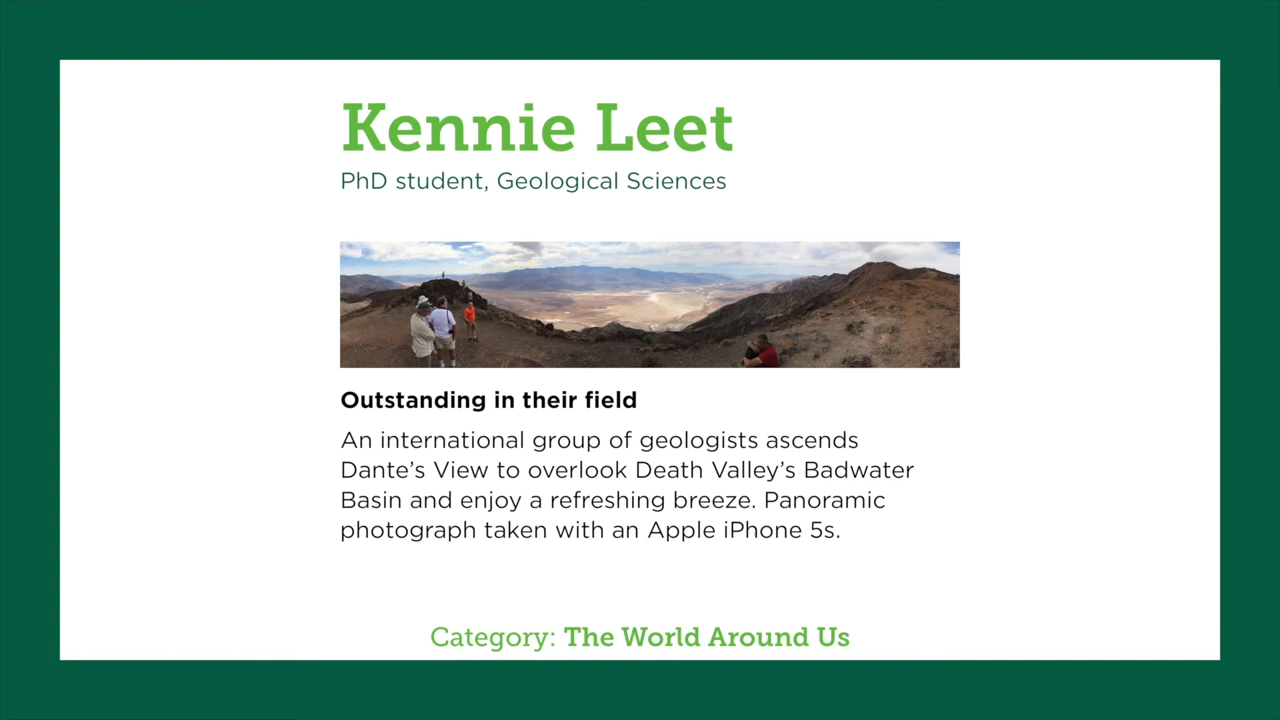 Kennie Leet
PhD student, Geological Sciences
Outstanding in their field
An international group of geologists ascends
Dante’s View to overlook Death Valley’s Badwater
Basin and enjoy a refreshing breeze. Panoramic
photograph taken with an Apple iPhone 5s.
Category: The World Around Us